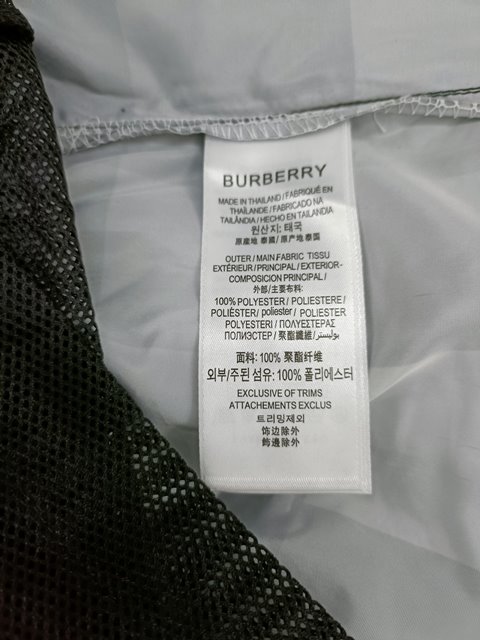 BURBERRY
MADE IN THAILAND / FABRIQUÉ EN
THAÏLANDE / FABRICADO NA
TAILÂNDIA / HECHO EN TAILANDIA
원산지: 태국
原産地 泰國 / 原产地 泰国
OUTER / MAIN FABRIC TISSU
EXTÉRIEUR / PRINCIPAL / EXTERIOR-
COMPOSICION PRINCIPAL /
外部 / 主要布料:
100% POLYESTER / POLIESTERE /
POLIÉSTER / poliester / POLIESTER
POLYESTERI / ΠΟΛΥΕΣΤΕΡΑΣ
ПОЛИЭСТЕР / 聚酯纖維 / بوليستر
面料: 100% 聚酯纤维
외부/주된 섬유: 100% 폴리에스터
EXCLUSIVE OF TRIMS
ATTACHEMENTS EXCLUS
트리밍제외
饰边除外
飾邊除外